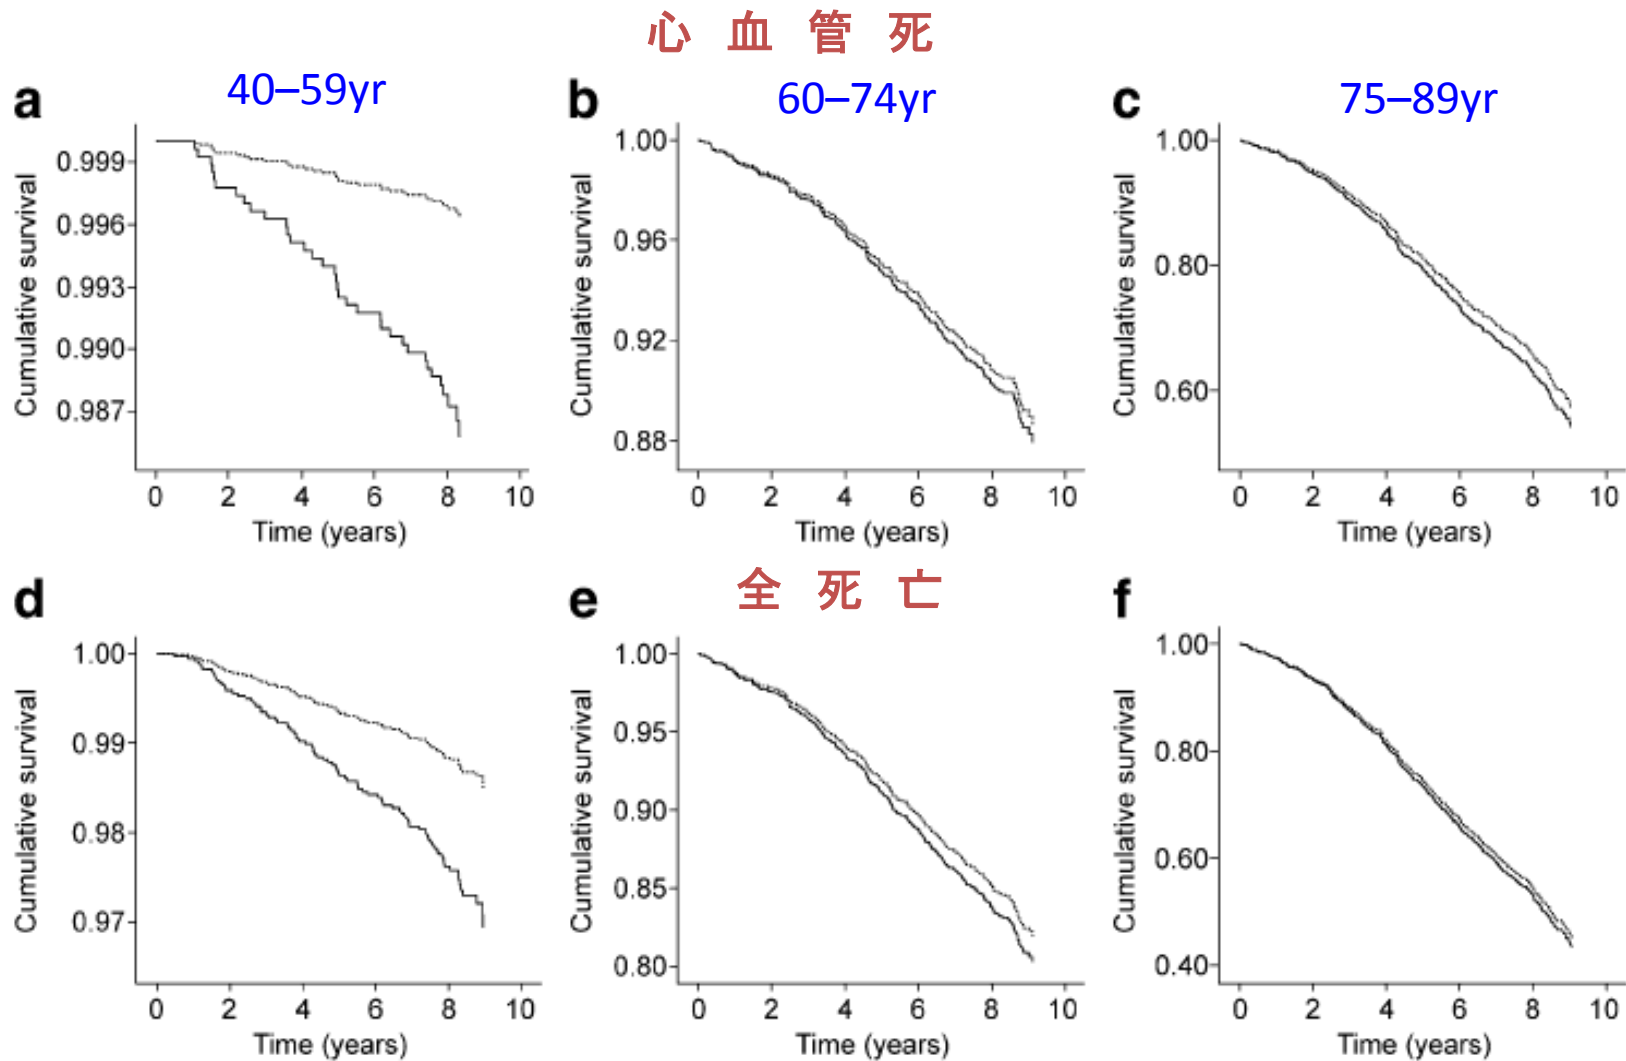 心 血 管 死
a 40–59yr
Cumulative survival
0.999
0.996
0.993
0.990
0.987
0 2 4 6 8 10
Time (years)
b 60–74yr
Cumulative survival
1.00
0.96
0.92
0.88
0 2 4 6 8 10
Time (years)
c 75–89yr
Cumulative survival
1.00
0.80
0.60
0 2 4 6 8 10
Time (years)
全 死 亡
d
Cumulative survival
1.00
0.99
0.98
0.97
0 2 4 6 8 10
Time (years)
e
Cumulative survival
1.00
0.95
0.90
0.85
0.80
0 2 4 6 8 10
Time (years)
f
Cumulative survival
1.00
0.80
0.60
0.40
0 2 4 6 8 10
Time (years)